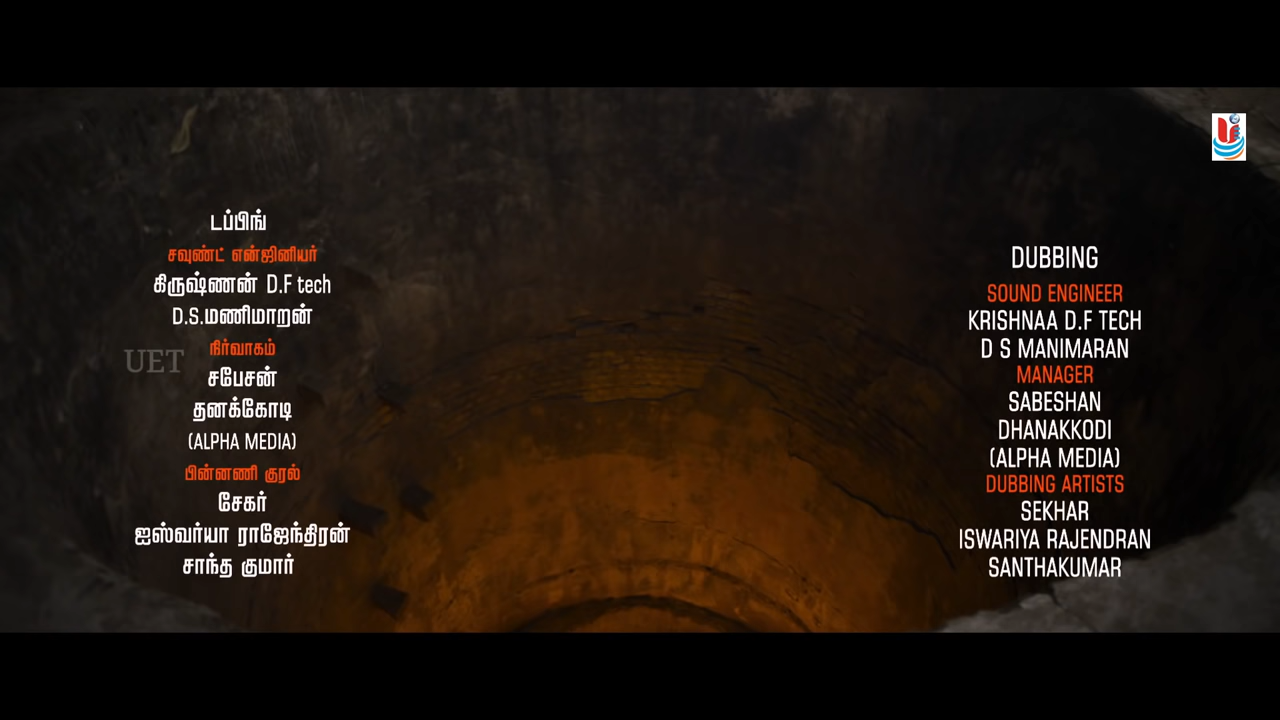 டப்பிங்
சவுண்ட் என்ஜினியர்
கிருஷ்ணன் D.F tech
D.S.மணிமாறன்
நிர்வாகம்
சபேசன்
தனக்கோடி
(ALPHA MEDIA)
பின்னணி குரல்
சேகர்
ஐஸ்வர்யா ராஜேந்திரன்
சாந்த குமார்
UET
DUBBING
SOUND ENGINEER
KRISHNAA D.F TECH
D S MANIMARAN
MANAGER
SABESHAN
DHANAKKODI
(ALPHA MEDIA)
DUBBING ARTISTS
SEKHAR
ISWARIYA RAJENDRAN
SANTHAKUMAR